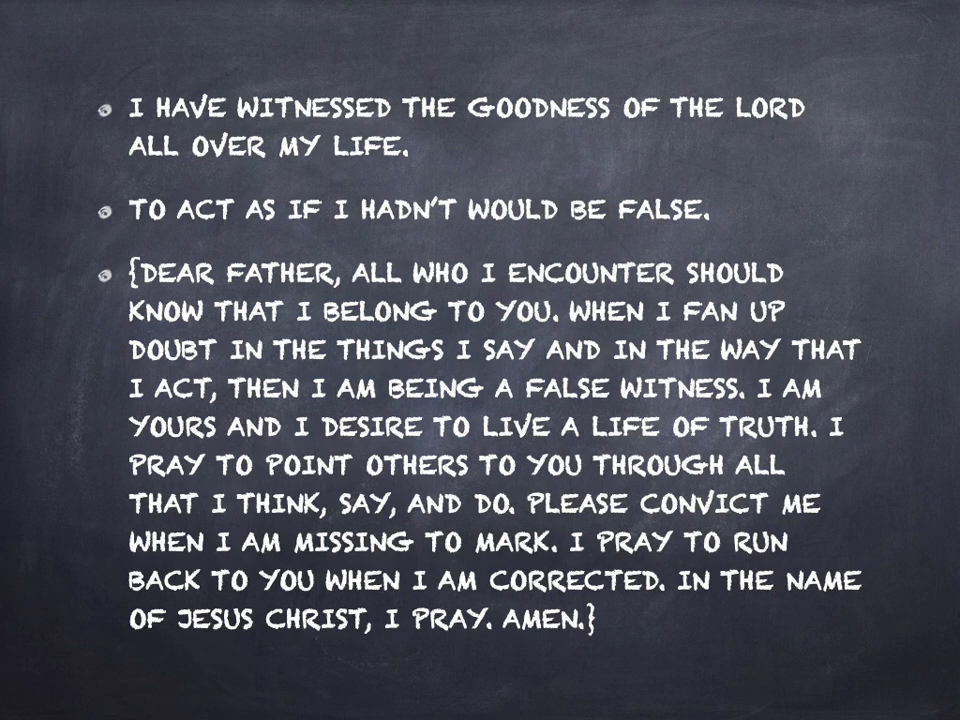 I HAVE WITNESSED THE GOODNESS OF THE LORD
ALL OVER MY LIFE.
TO ACT AS IF I HADN'T WOULD BE FALSE.
{DEAR FATHER, ALL WHO I ENCOUNTER SHOULD
KNOW THAT I BELONG TO YOU. WHEN I FAN UP
DOUBT IN THE THINGS I SAY AND IN THE WAY THAT
I ACT, THEN I AM BEING A FALSE WITNESS. I AM
YOURS AND I DESIRE TO LIVE A LIFE OF TRUTH. I
PRAY TO POINT OTHERS TO YOU THROUGH ALL
THAT I THINK, SAY, AND DO. PLEASE CONVICT ME
WHEN I AM MISSING TO MARK. I PRAY TO RUN
BACK TO YOU WHEN I AM CORRECTED. IN THE NAME
OF JESUS CHRIST, I PRAY. AMEN.}